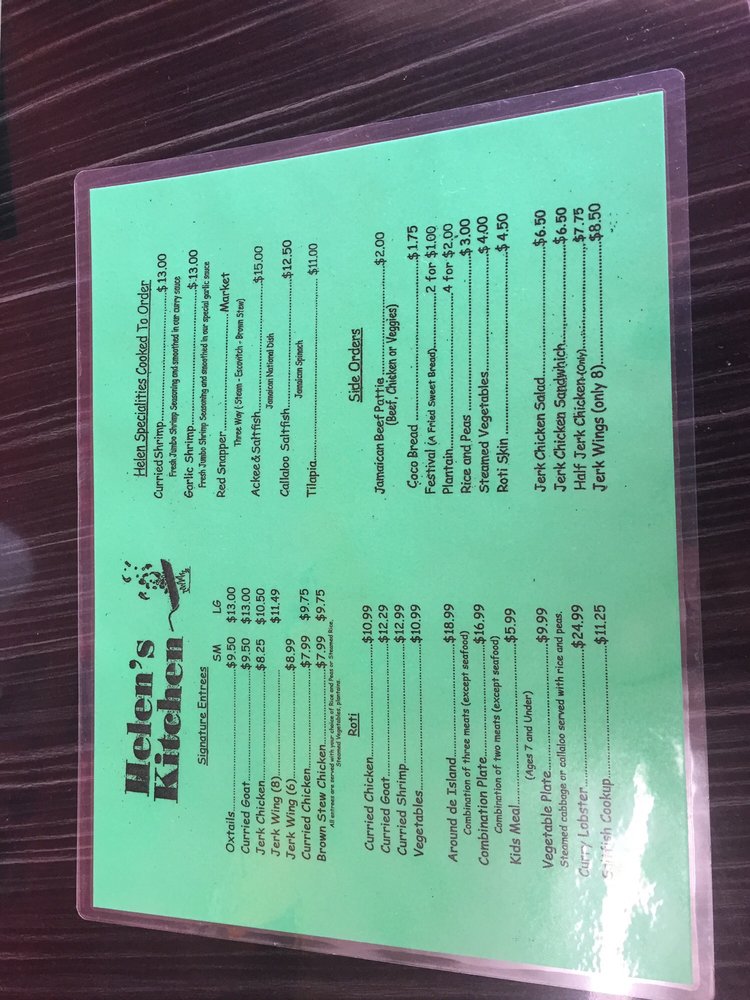 Helen's
Kitchen
Signature Entrees
SM LG
Oxtails..........$9.50 $13.00
Curried Goat..........$9.50 $13.00
Jerk Chicken..........$8.25 $10.50
Jerk Wing (8).......... $11.49
Jerk Wing (6)..........$8.99
Curried Chicken..........$7.99 $9.75
Brown Stew Chicken..........$7.99 $9.75
All entrees are served with your choice of Rice and Peas or Steamed Rice,
Steamed Vegetables, plantains.
Roti
Curried Chicken..........$10.99
Curried Goat..........$12.29
Curried Shrimp..........$12.99
Vegetables..........$10.99
Around de Island..........$18.99
Combination of three meats (except seafood)
Combination Plate..........$16.99
Combination of two meats (except seafood)
Kids Meal..........$5.99
(Ages 7 and Under)
Vegetable Plate..........$9.99
Steamed cabbage or callaloo served with rice and peas.
Curry Lobster..........$24.99
Saltfish Cookup..........$11.25
Helen Specialities Cooked To Order
Curried Shrimp..........$13.00
Fresh Jumbo Shrimp Seasoning and smoothed in our curry sauce
Garlic Shrimp..........$13.00
Fresh Jumbo Shrimp Seasoning and smoothed in our special garlic sauce
Red Snapper..........Market
Three Way ( Steam - Escovitch - Brown Stew)
Ackee & Saltfish..........$15.00
Jamaican National Dish
Callaloo Saltfish..........$12.50
Jamaican Spinach
Tilapia..........$11.00
Side Orders
Jamaican Beef Pattie..........$2.00
(Beef, Chicken or Veggies)
Coco Bread ..........$1.75
Festival (A Fried Sweet Bread)..........2 for $1.00
Plantain..........4 for $2.00
Rice and Peas..........$3.00
Steamed Vegetables..........$4.00
Roti Skin ..........$4.50
Jerk Chicken Salad..........$6.50
Jerk Chicken Sandwhich..........$6.50
Half Jerk Chicken (only)..........$7.75
Jerk Wings (only 8)..........$8.50